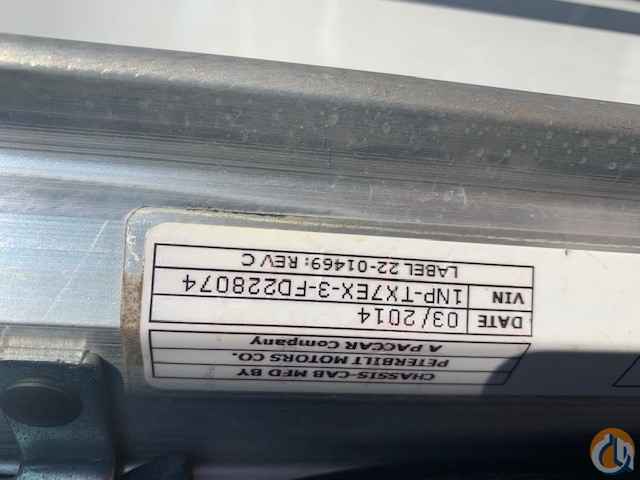 CHASSIS-CAB MFD BY
PETERBILT MOTORS CO.
A PACCAR Company
DATE 03/2014
VIN 1NP-TX7EX-3-FD228074
LABEL 22-01469: REV C